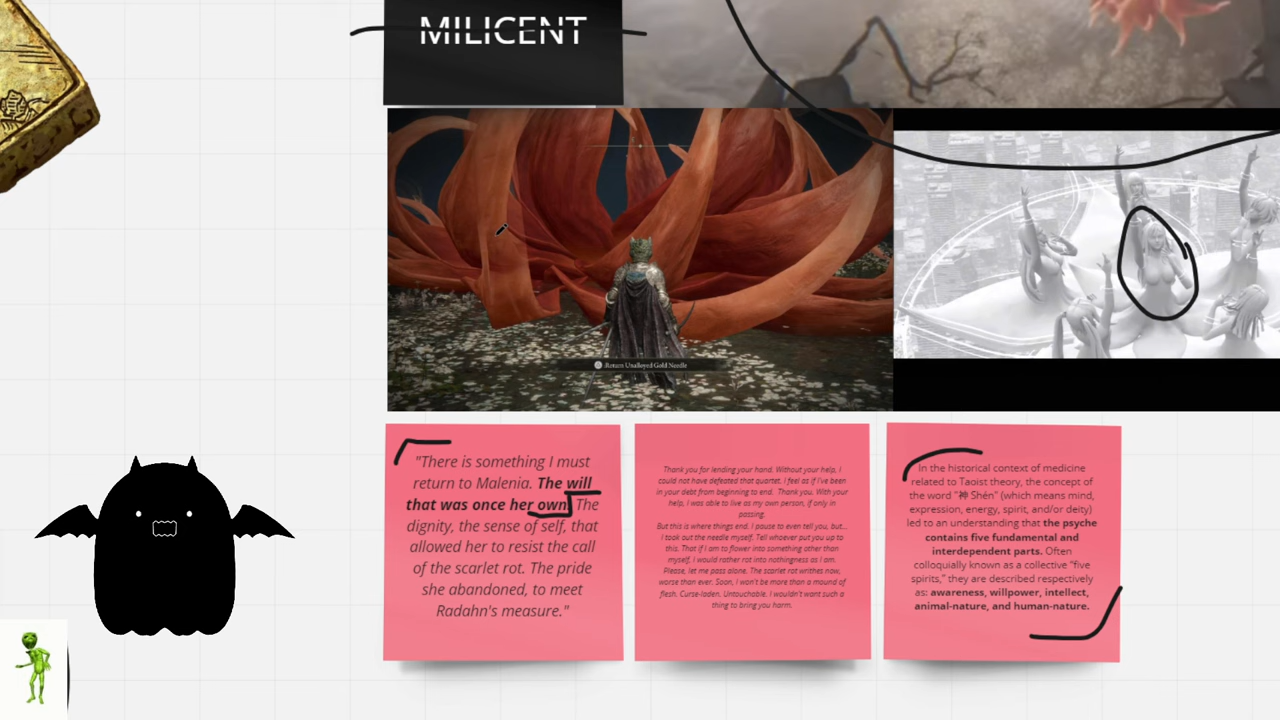 MILICENT
Return Unalloyed Gold Needle
"There is something I must
return to Malenia. The will
that was once her own. The
dignity, the sense of self, that
allowed her to resist the call
of the scarlet rot. The pride
she abandoned, to meet
Radahn's measure."
Thank you for lending your hand. Without your help, I
could not have defeated that quartet. I feel as if I've been
in your debt from beginning to end. Thank you. With your
help, I was able to live as my own person, if only in
passing.
But this is where things end. I pause to even tell you, but...
I took out the needle myself. Tell whoever put you up to
this. That if I am to flower into something other than
myself, I would rather rot into nothingness as I am.
Please, let me pass alone. The scarlet rot writhes now,
worse than ever. Soon, I won't be more than a mound of
flesh. Curse-laden. Untouchable. I wouldn't want such a
thing to bring you harm.
In the historical context of medicine
related to Taoist theory, the concept of
the word "神 Shén" (which means mind,
expression, energy, spirit, and/or deity)
led to an understanding that the psyche
contains five fundamental and
interdependent parts. Often
colloquially known as a collective "five
spirits," they are described respectively
as: awareness, willpower, intellect,
animal-nature, and human-nature.